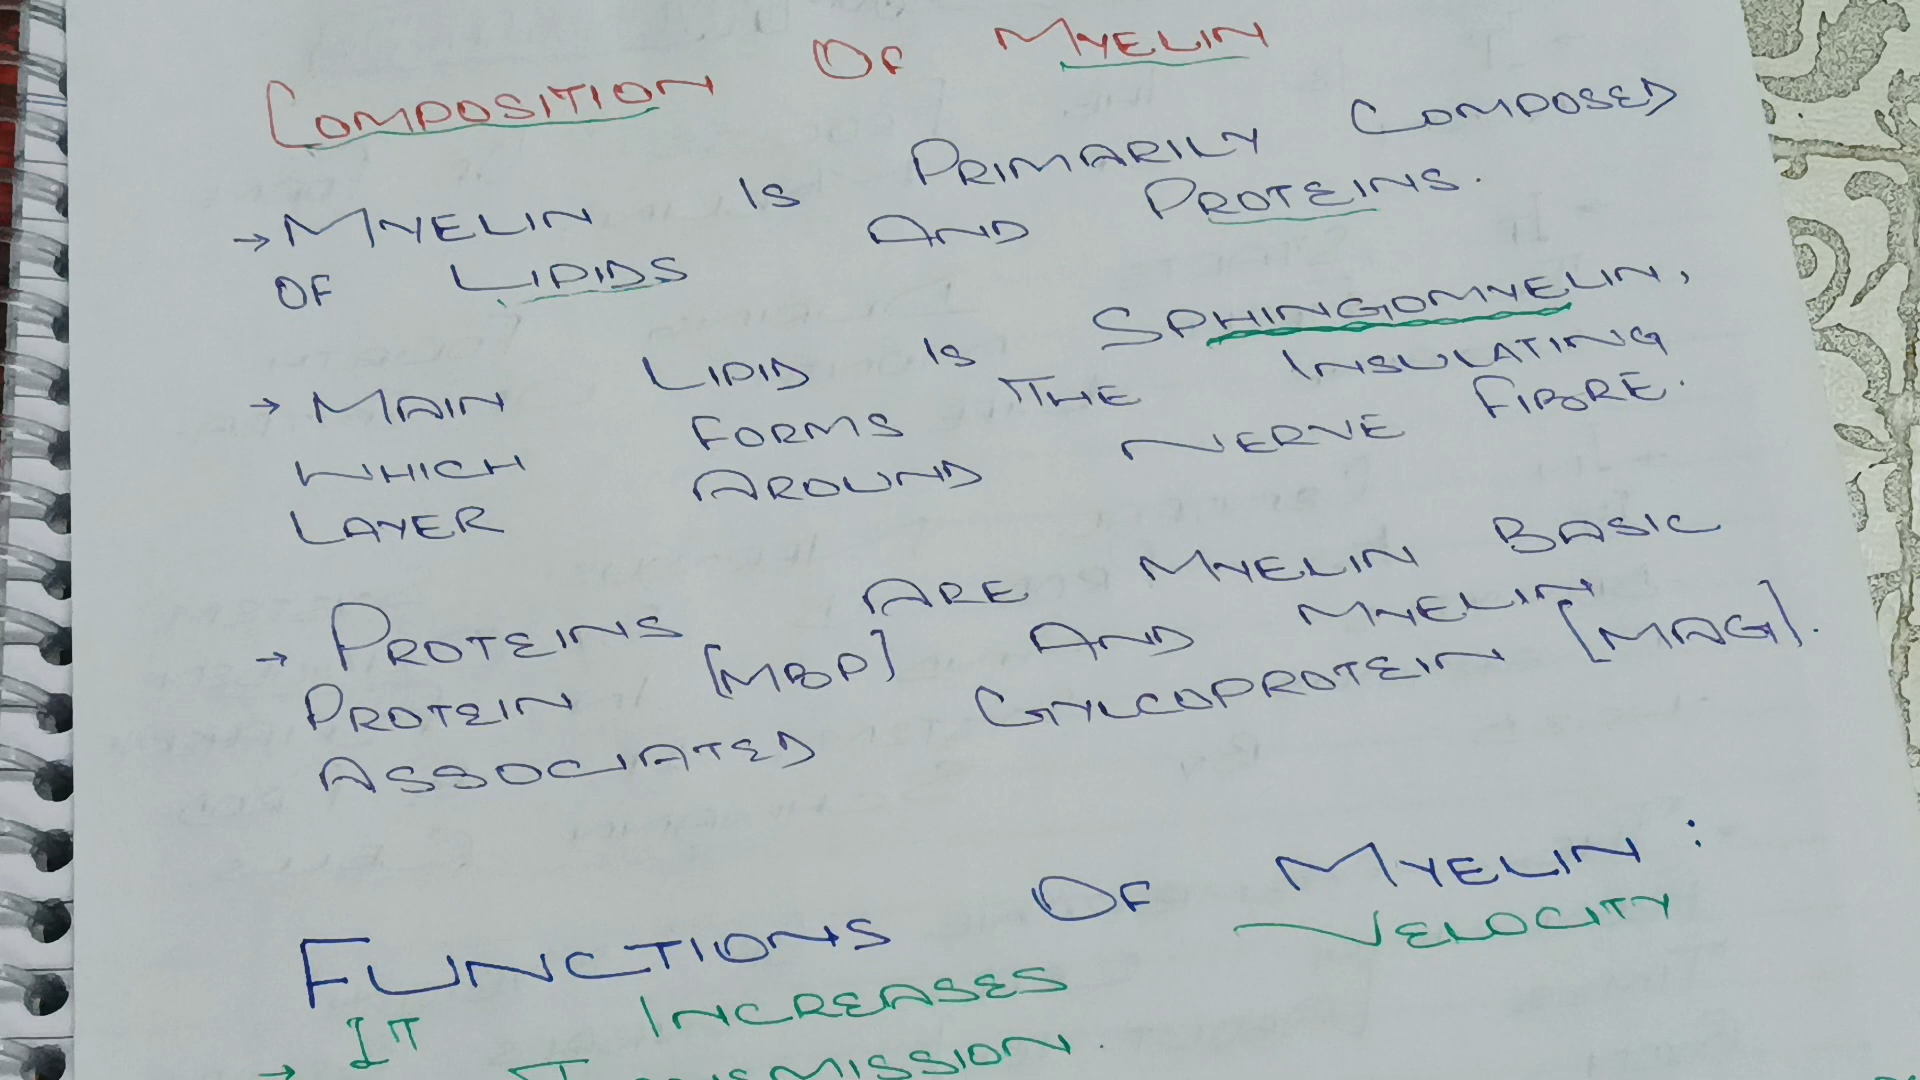 COMPOSITION OF MYELIN
→ MYELIN IS PRIMARILY COMPOSED
OF LIPIDS AND PROTEINS.
→ MAIN LIPID IS SPHINGOMYELIN,
WHICH FORMS THE INSULATING
LAYER AROUND NERVE FIBRE.
→ PROTEINS ARE MYELIN BASIC
PROTEIN [MBP] AND MYELIN
ASSOCIATED GYLCOPROTEIN [MAG].
FUNCTIONS OF MYELIN:
→ IT INCREASES VELOCITY